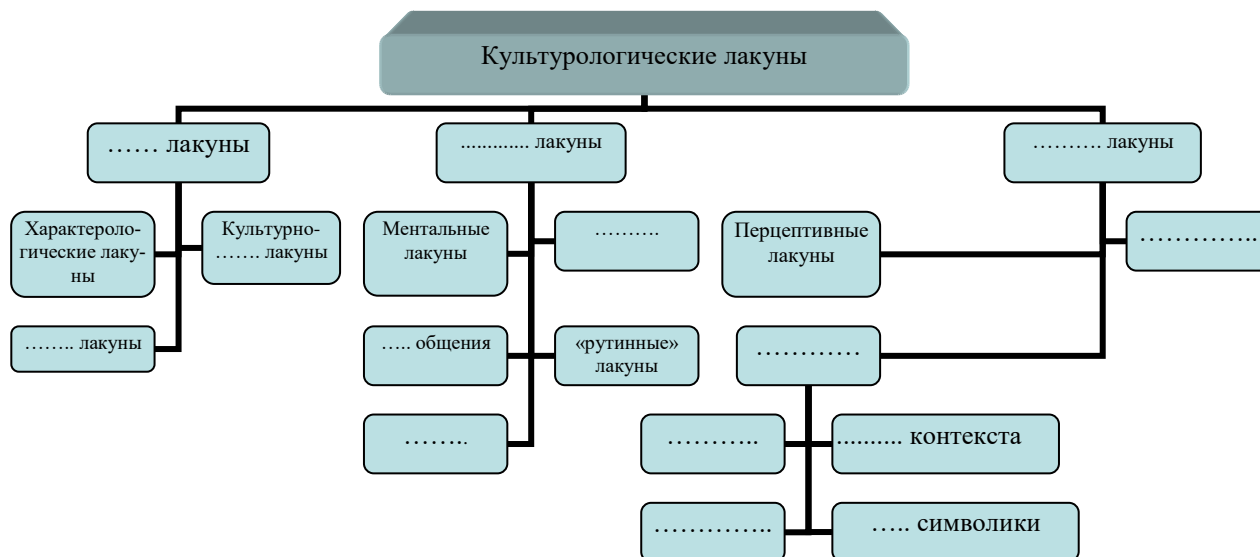 Культурологические лакуны
…… лакуны
............. лакуны
………. лакуны
Характероло-
гические лаку-
ны
Культурно-
……. лакуны
Ментальные
лакуны
……….
Перцептивные
лакуны
…………..
…….. лакуны
….. общения
«рутинные»
лакуны
…………
……..
………..
.......... контекста
…………..
….. символики